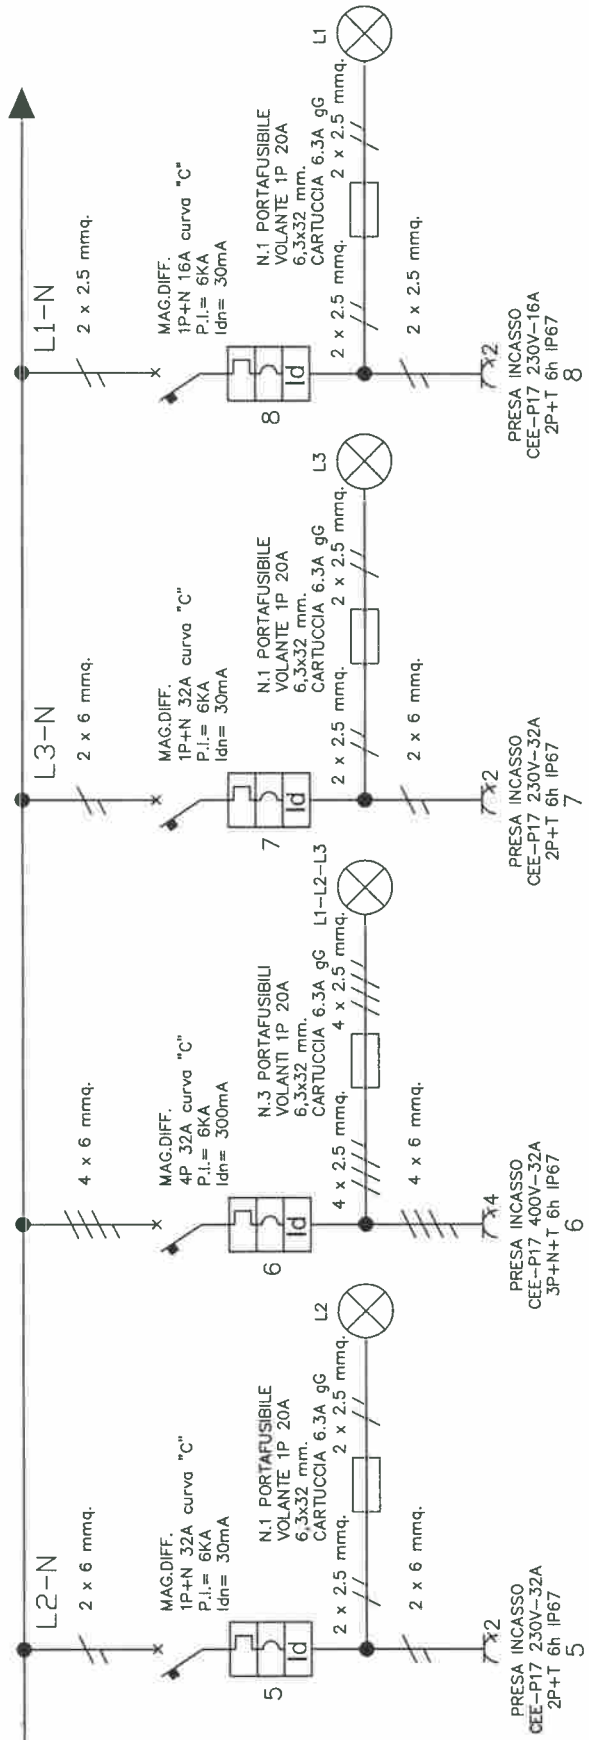 L2-N
2 x 6 mmq.
MAG.DIFF.
1P+N 32A curva "C"
P.I.= 6KA
Idn= 30mA
5
Id
N.1 PORTAFUSIBILE
VOLANTE 1P 20A
6,3x32 mm.
CARTUCCIA 6.3A gG
2 x 2.5 mmq.
2 x 2.5 mmq.
L2
2 x 6 mmq.
2
PRESA INCASSO
CEE-P17 230V-32A
2P+T 6h IP67
5
4 x 6 mmq.
MAG.DIFF.
4P 32A curva "C"
P.I.= 6KA
Idn= 300mA
6
Id
N.3 PORTAFUSIBILI
VOLANTI 1P 20A
6,3x32 mm.
CARTUCCIA 6.3A gG
4 x 2.5 mmq.
4 x 2.5 mmq.
L1-L2-L3
4 x 6 mmq.
4
PRESA INCASSO
CEE-P17 400V-32A
3P+N+T 6h IP67
6
L3-N
2 x 6 mmq.
MAG.DIFF.
1P+N 32A curva "C"
P.I.= 6KA
Idn= 30mA
7
Id
N.1 PORTAFUSIBILE
VOLANTE 1P 20A
6,3x32 mm.
CARTUCCIA 6.3A gG
2 x 2.5 mmq.
2 x 2.5 mmq.
L3
2 x 6 mmq.
2
PRESA INCASSO
CEE-P17 230V-32A
2P+T 6h IP67
7
L1-N
2 x 2.5 mmq.
MAG.DIFF.
1P+N 16A curva "C"
P.I.= 6KA
Idn= 30mA
8
Id
N.1 PORTAFUSIBILE
VOLANTE 1P 20A
6,3x32 mm.
CARTUCCIA 6.3A gG
2 x 2.5 mmq.
2 x 2.5 mmq.
L1
2 x 2.5 mmq.
2
PRESA INCASSO
CEE-P17 230V-16A
2P+T 6h IP67
8